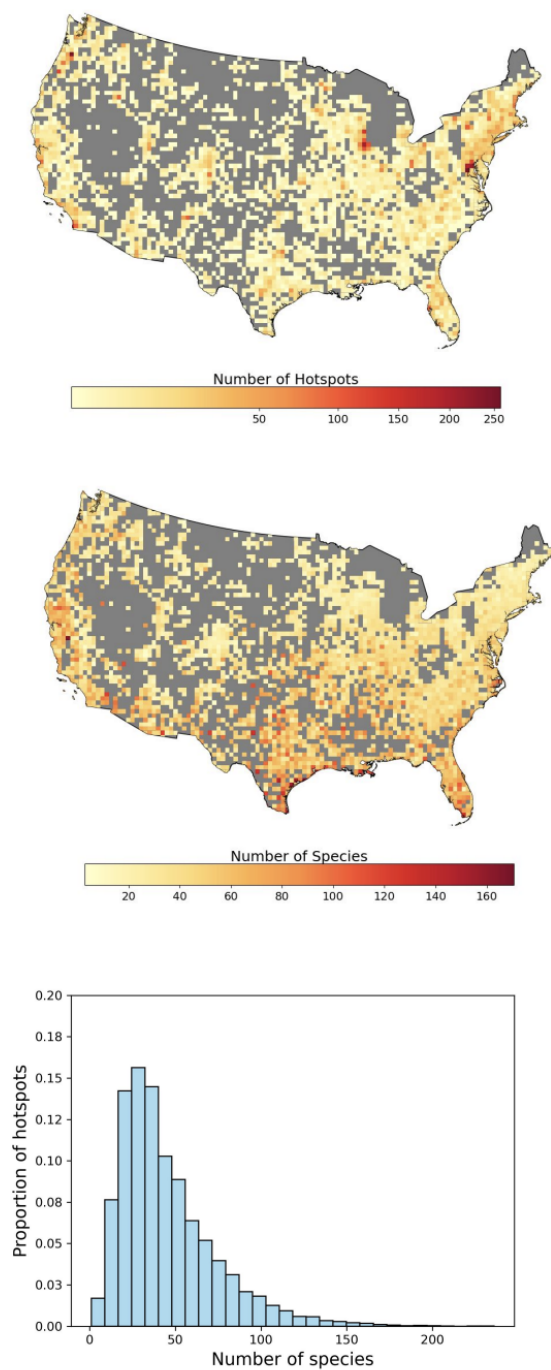 Number of Hotspots
50 100 150 200 250
Number of Species
20 40 60 80 100 120 140 160
0.20
0.18
0.15
0.12
0.10
0.08
0.05
0.03
0.00
Proportion of hotspots
0 50 100 150 200
Number of species